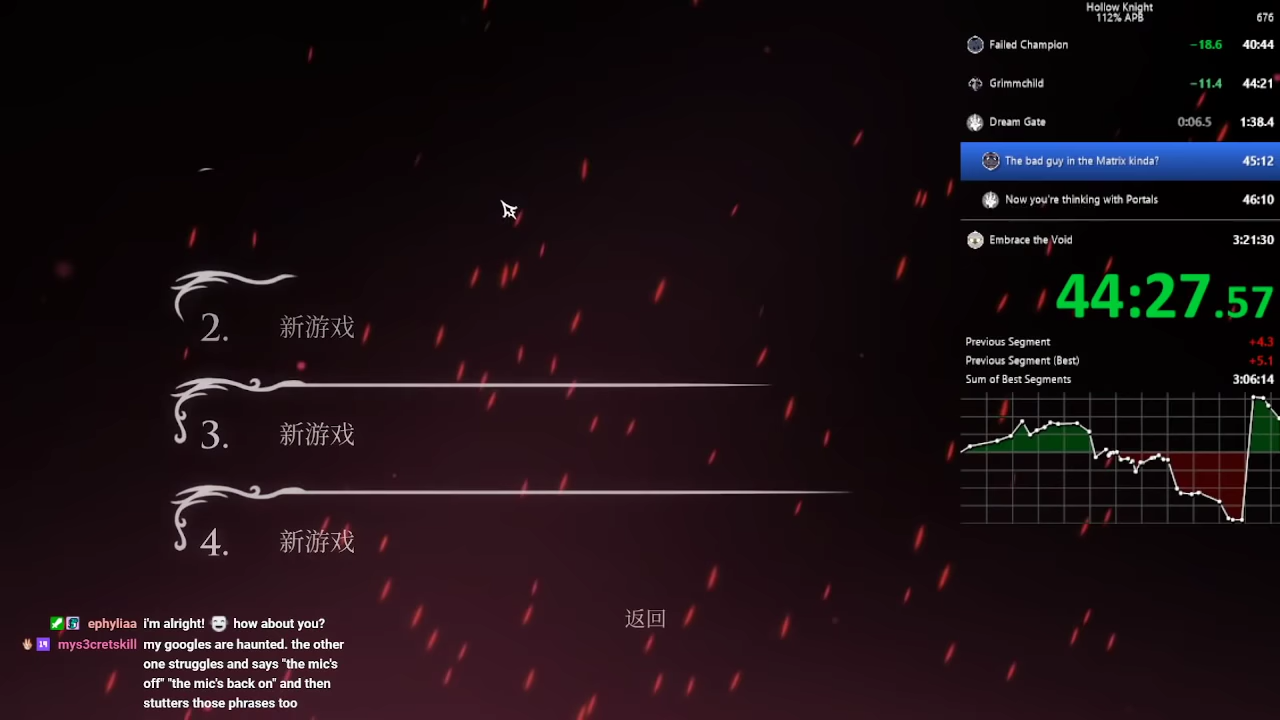 Hollow Knight
112% APB
676
Failed Champion −18.6 40:44
Grimmchild −11.4 44:21
Dream Gate 0:06.5 1:38.4
The bad guy in the Matrix kinda? 45:12
Now you're thinking with Portals 46:10
Embrace the Void 3:21:30
44:27.57
Previous Segment +4.3
Previous Segment (Best) +5.1
Sum of Best Segments 3:06:14
2. 新游戏
3. 新游戏
4. 新游戏
返回
ephyliaa i'm alright! how about you?
14 mys3cretskill my googles are haunted. the other
one struggles and says "the mic's
off" "the mic's back on" and then
stutters those phrases too